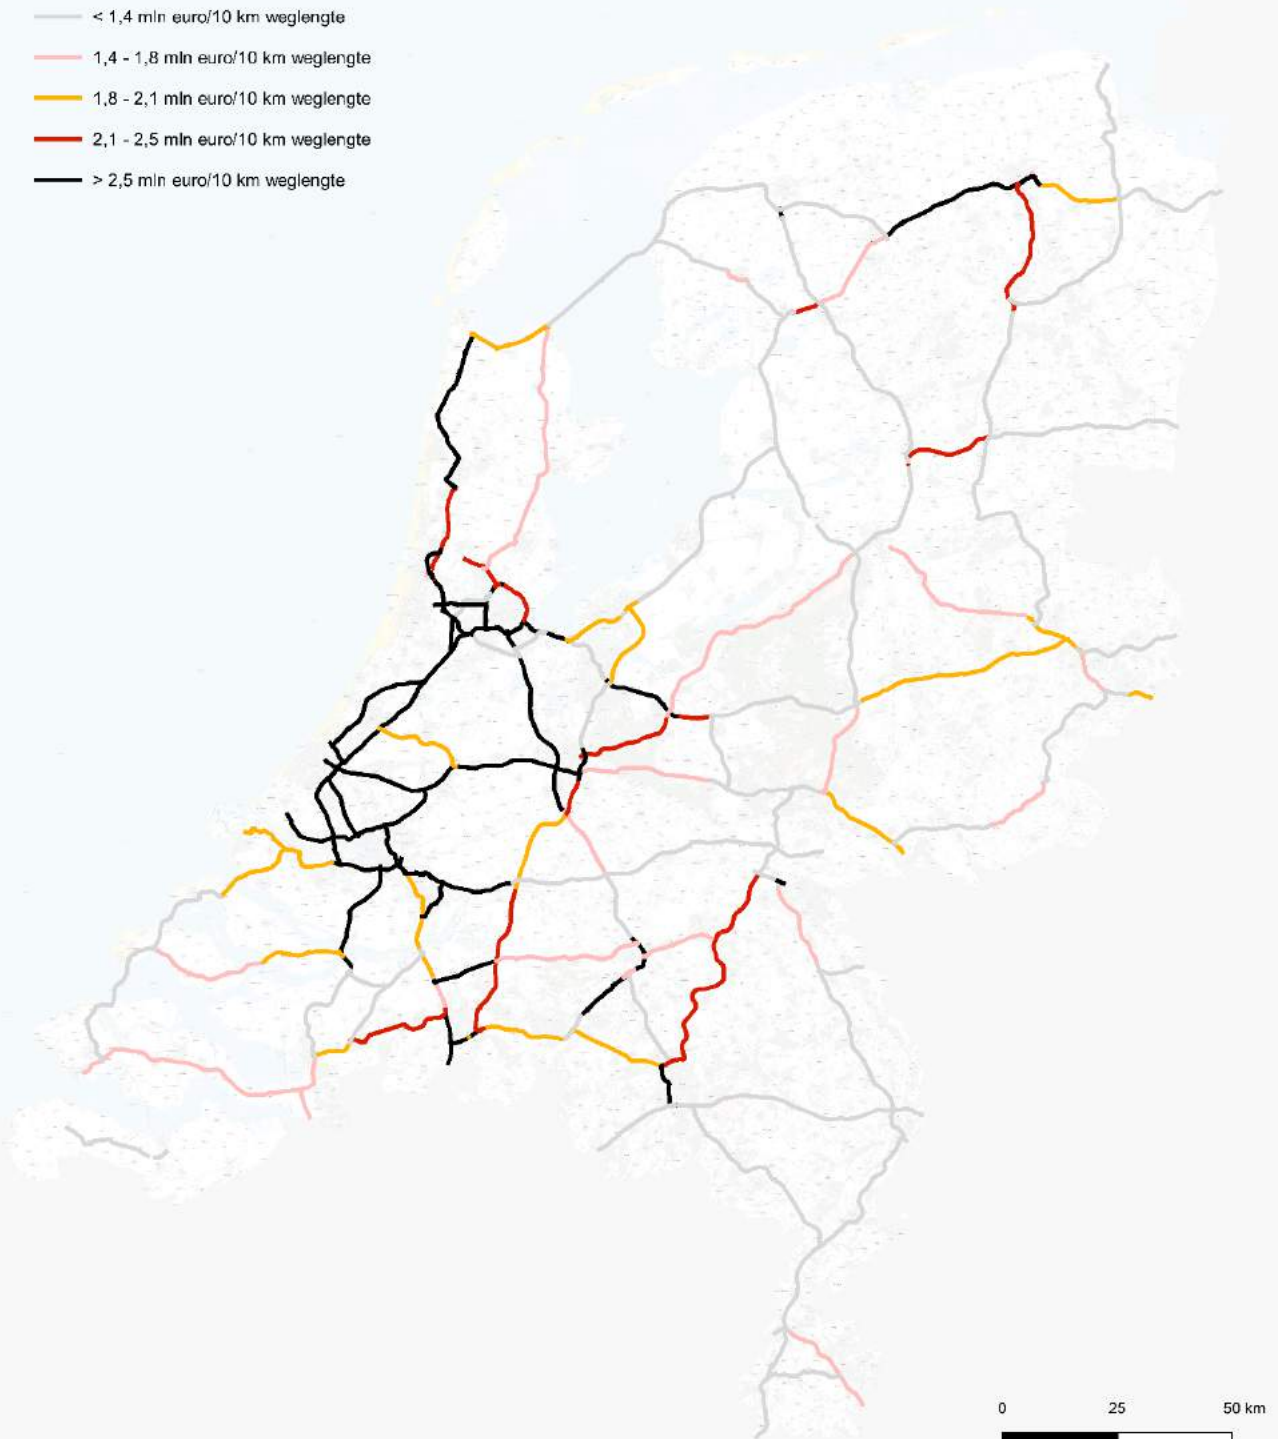 < 1,4 mln euro/10 km weglengte
1,4 - 1,8 mln euro/10 km weglengte
1,8 - 2,1 mln euro/10 km weglengte
2,1 - 2,5 mln euro/10 km weglengte
> 2,5 mln euro/10 km weglengte
0 25 50 km